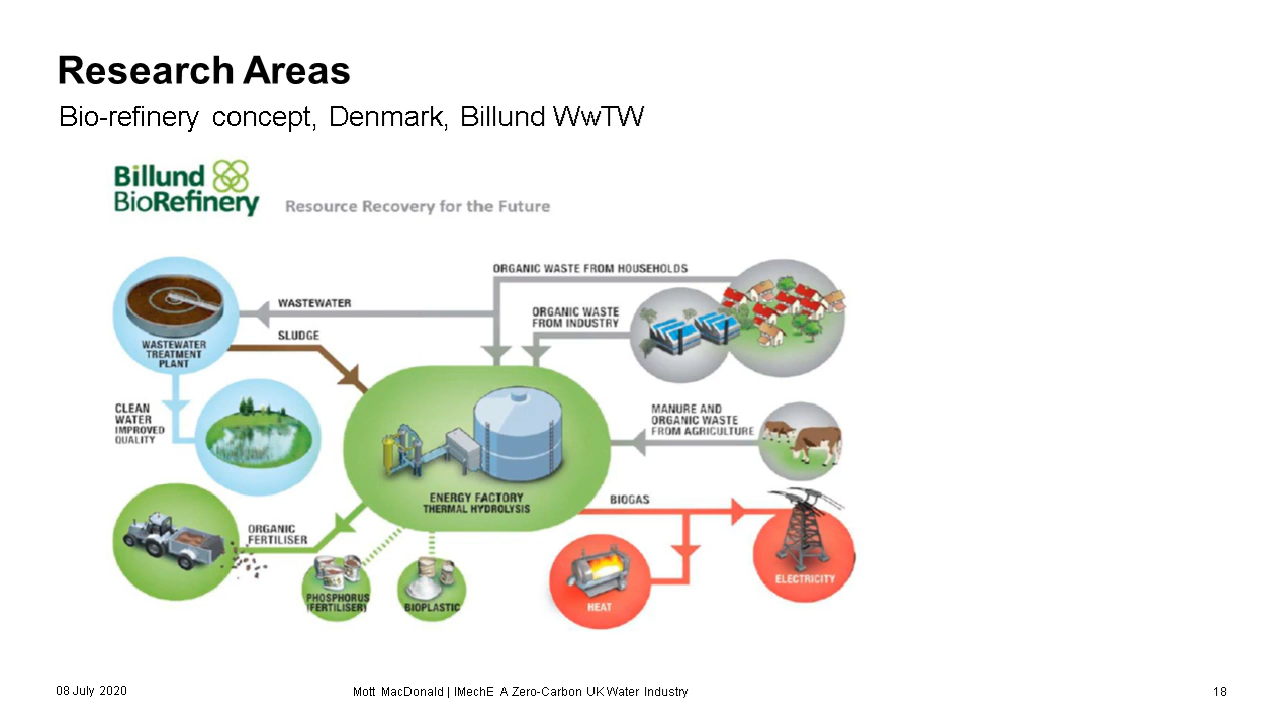 Research Areas
Bio-refinery concept, Denmark, Billund WwTW
Billund
BioRefinery
Resource Recovery for the Future
ORGANIC WASTE FROM HOUSEHOLDS
WASTEWATER
ORGANIC WASTE
FROM INDUSTRY
SLUDGE
WASTEWATER
TREATMENT
PLANT
CLEAN
WATER
IMPROVED
QUALITY
MANURE AND
ORGANIC WASTE
FROM AGRICULTURE
ENERGY FACTORY
THERMAL HYDROLYSIS
BIOGAS
ORGANIC
FERTILISER
PHOSPHORUS
(FERTILISER)
BIOPLASTIC
HEAT
ELECTRICITY
08 July 2020
Mott MacDonald | IMechE A Zero-Carbon UK Water Industry
18